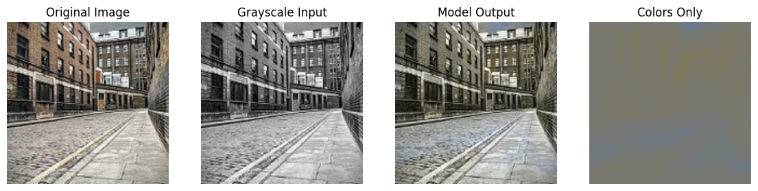 Original Image
Grayscale Input
Model Output
Colors Only